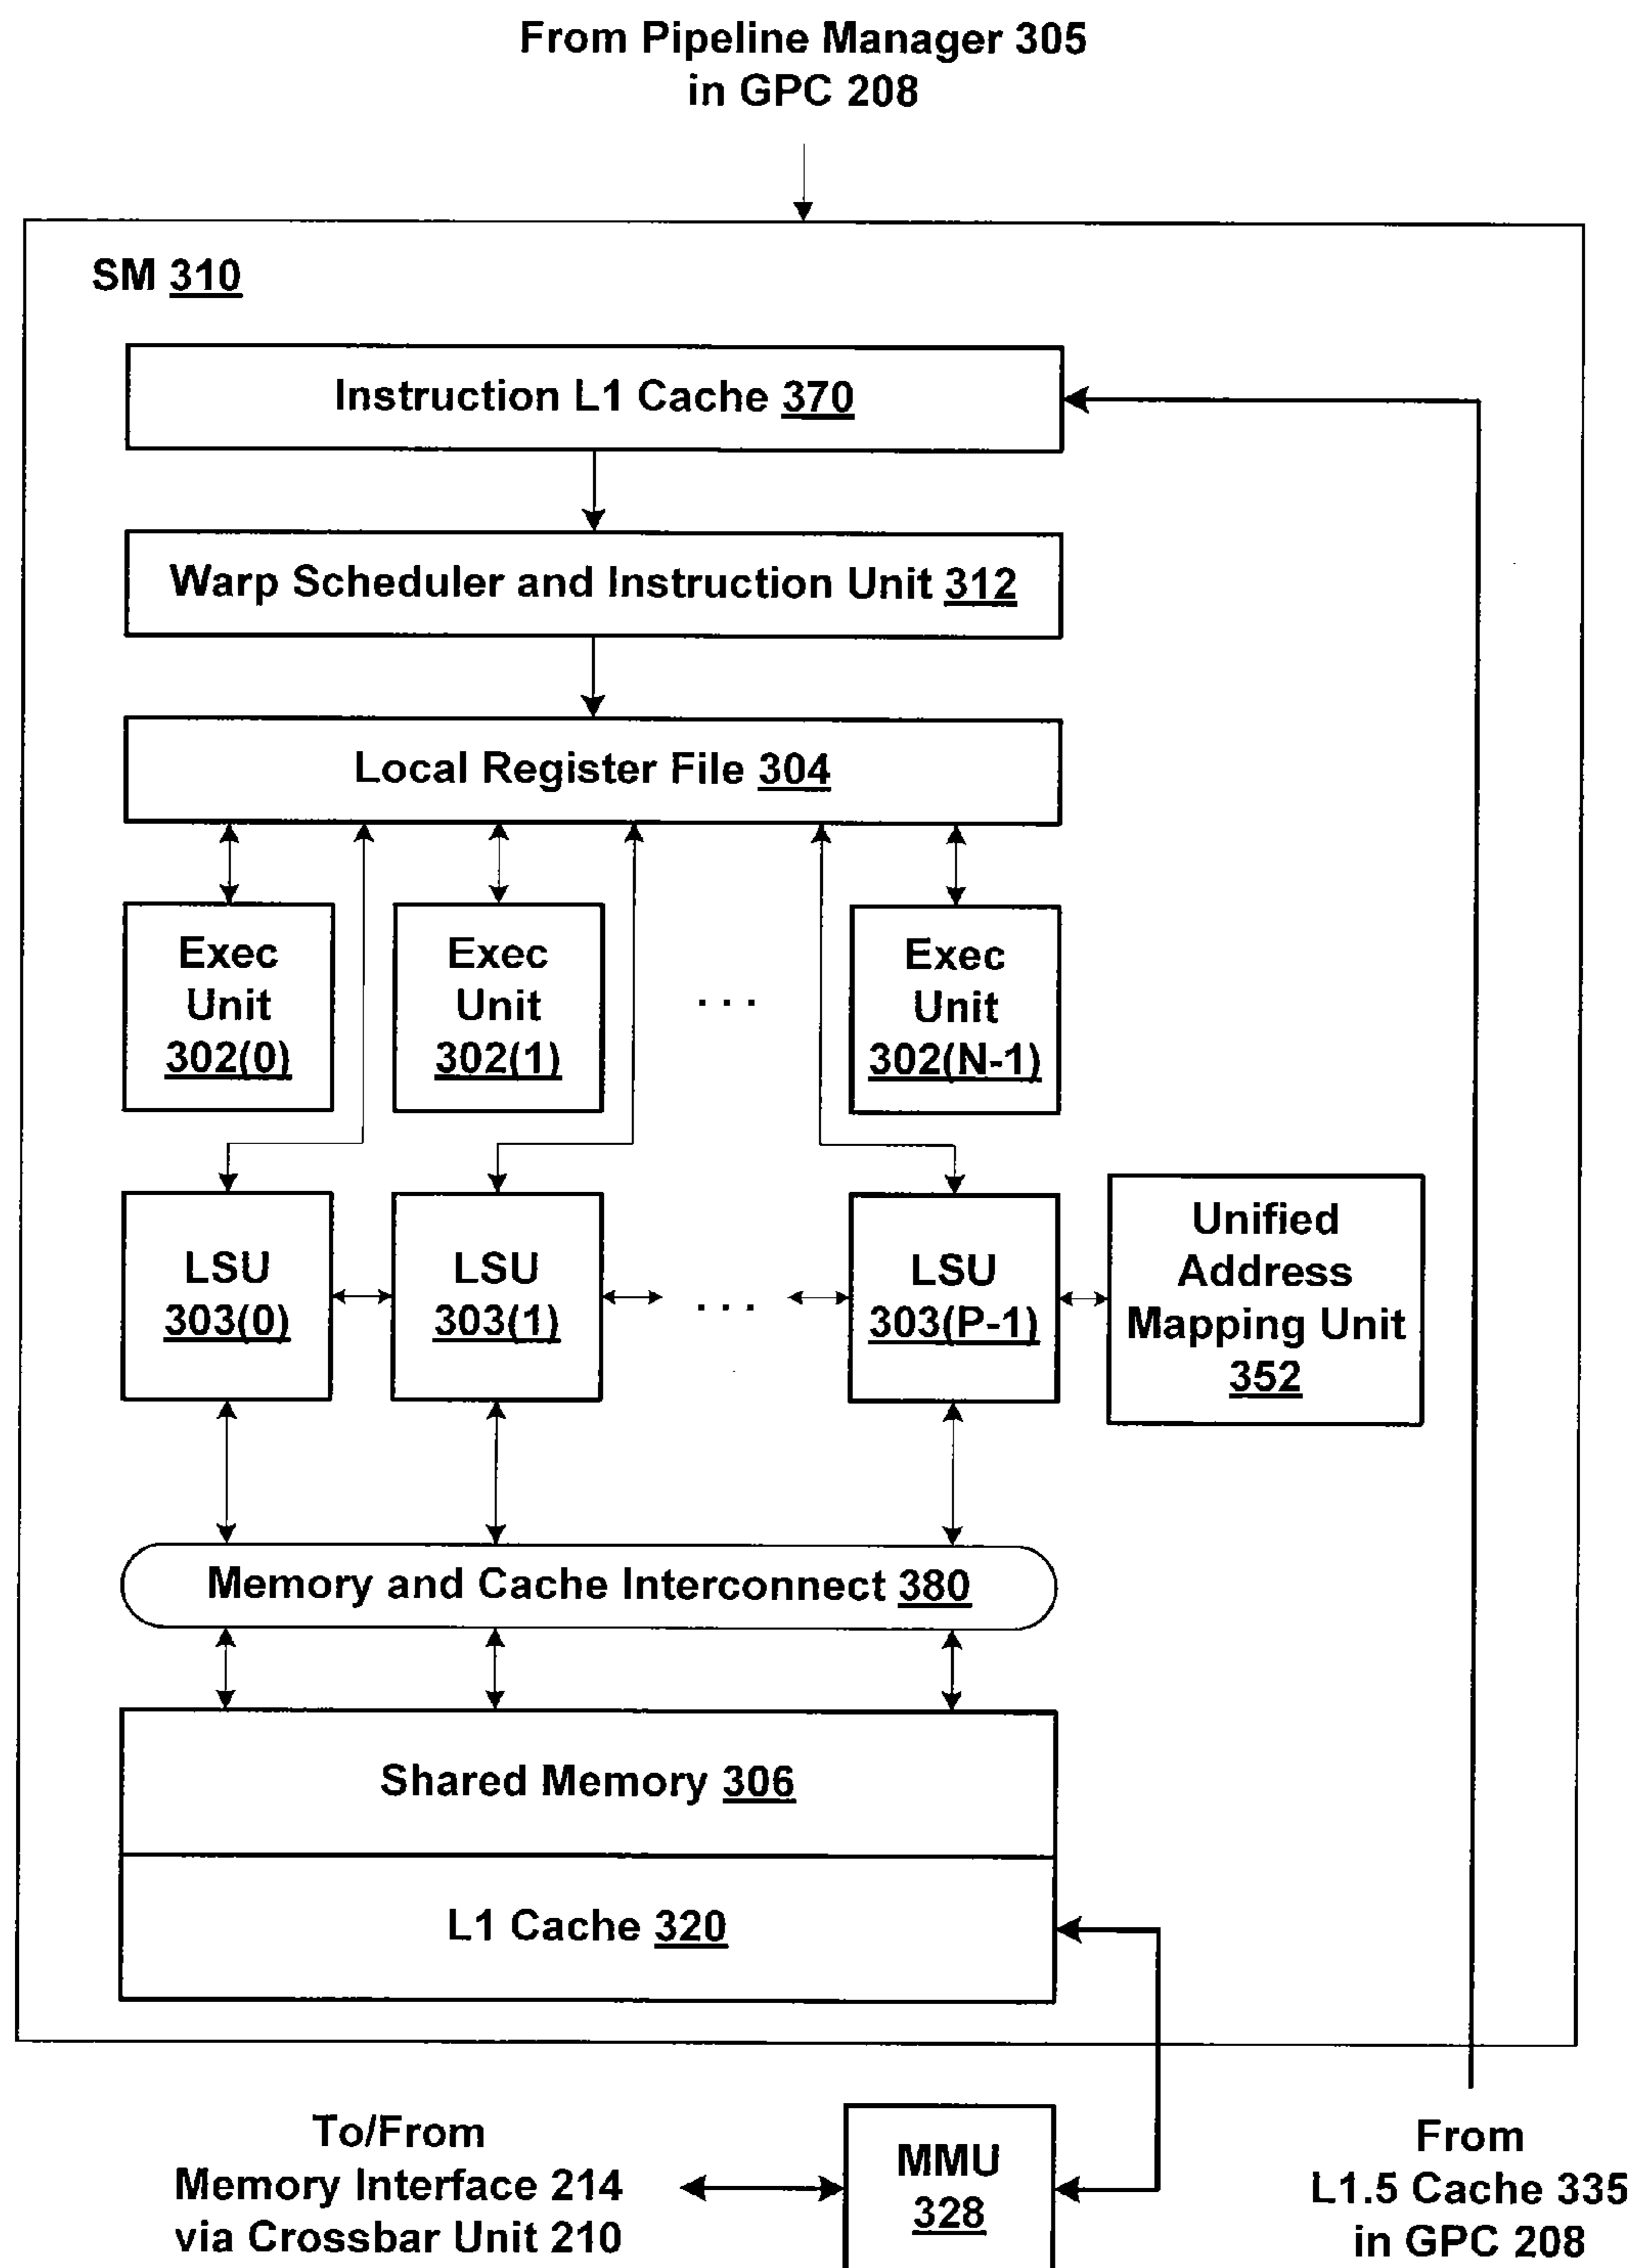 From Pipeline Manager 305
in GPC 208
SM 310
Instruction L1 Cache 370
Warp Scheduler and Instruction Unit 312
Local Register File 304
Exec
Unit
302(0)
Exec
Unit
302(1)
. . .
Exec
Unit
302(N-1)
LSU
303(0)
LSU
303(1)
. . .
LSU
303(P-1)
Unified
Address
Mapping Unit
352
Memory and Cache Interconnect 380
Shared Memory 306
L1 Cache 320
To/From
Memory Interface 214
via Crossbar Unit 210
MMU
328
From
L1.5 Cache 335
in GPC 208